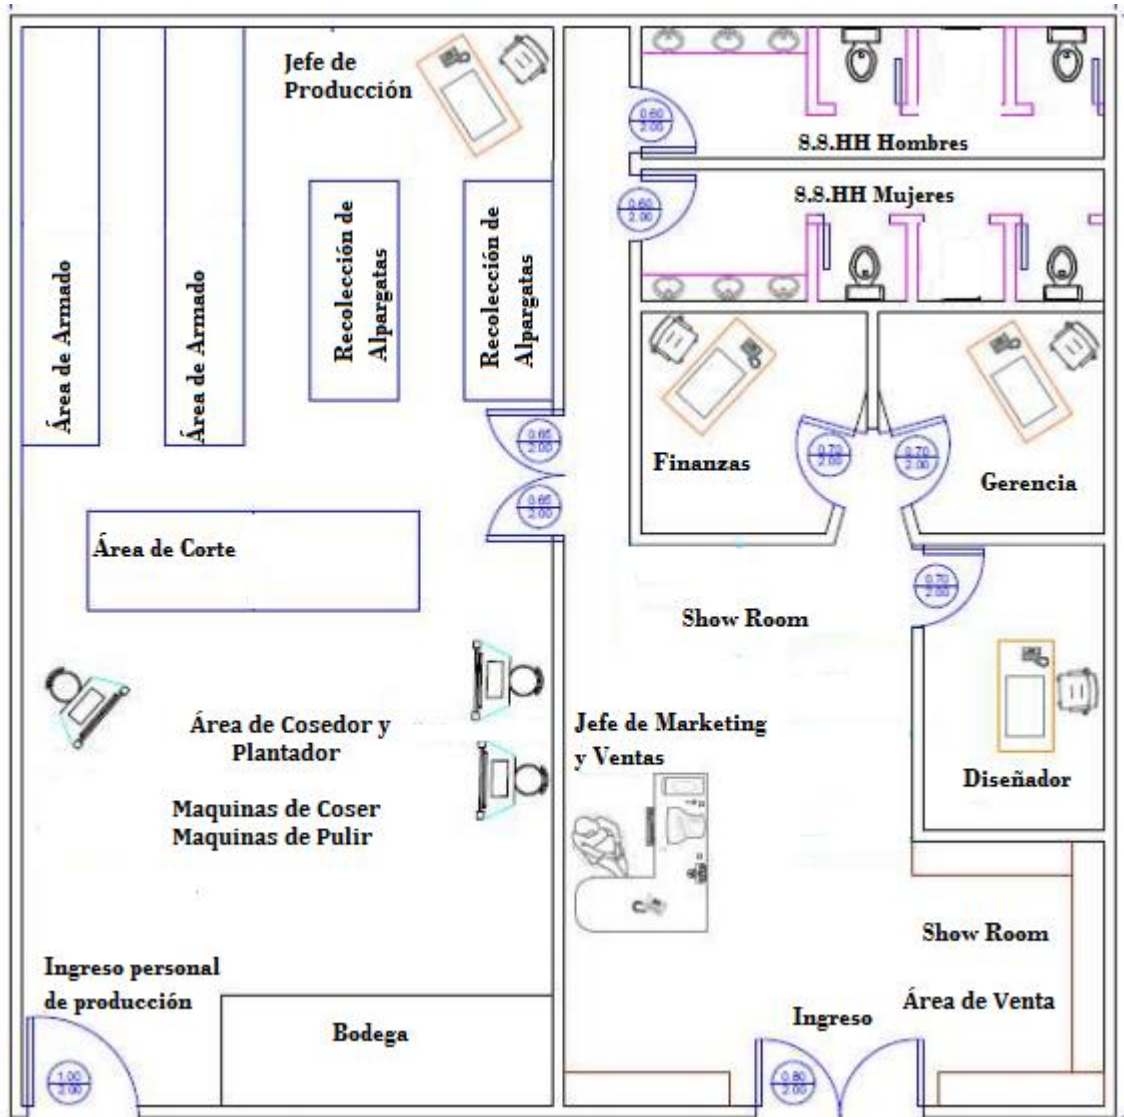 Jefe de
Producción
0.60
2.00
S.S.HH Hombres
S.S.HH Mujeres
0.60
2.00
Área de Armado
Área de Armado
Recolección de
Alpargatas
Recolección de
Alpargatas
0.65
2.00
0.65
2.00
Finanzas
0.70
2.00
0.70
2.00
Gerencia
Área de Corte
0.70
2.00
Show Room
Área de Cosedor y
Plantador
Maquinas de Coser
Maquinas de Pulir
Jefe de Marketing
y Ventas
Diseñador
Show Room
Ingreso personal
de producción
Área de Venta
Ingreso
Bodega
1.00
2.00
0.80
2.00